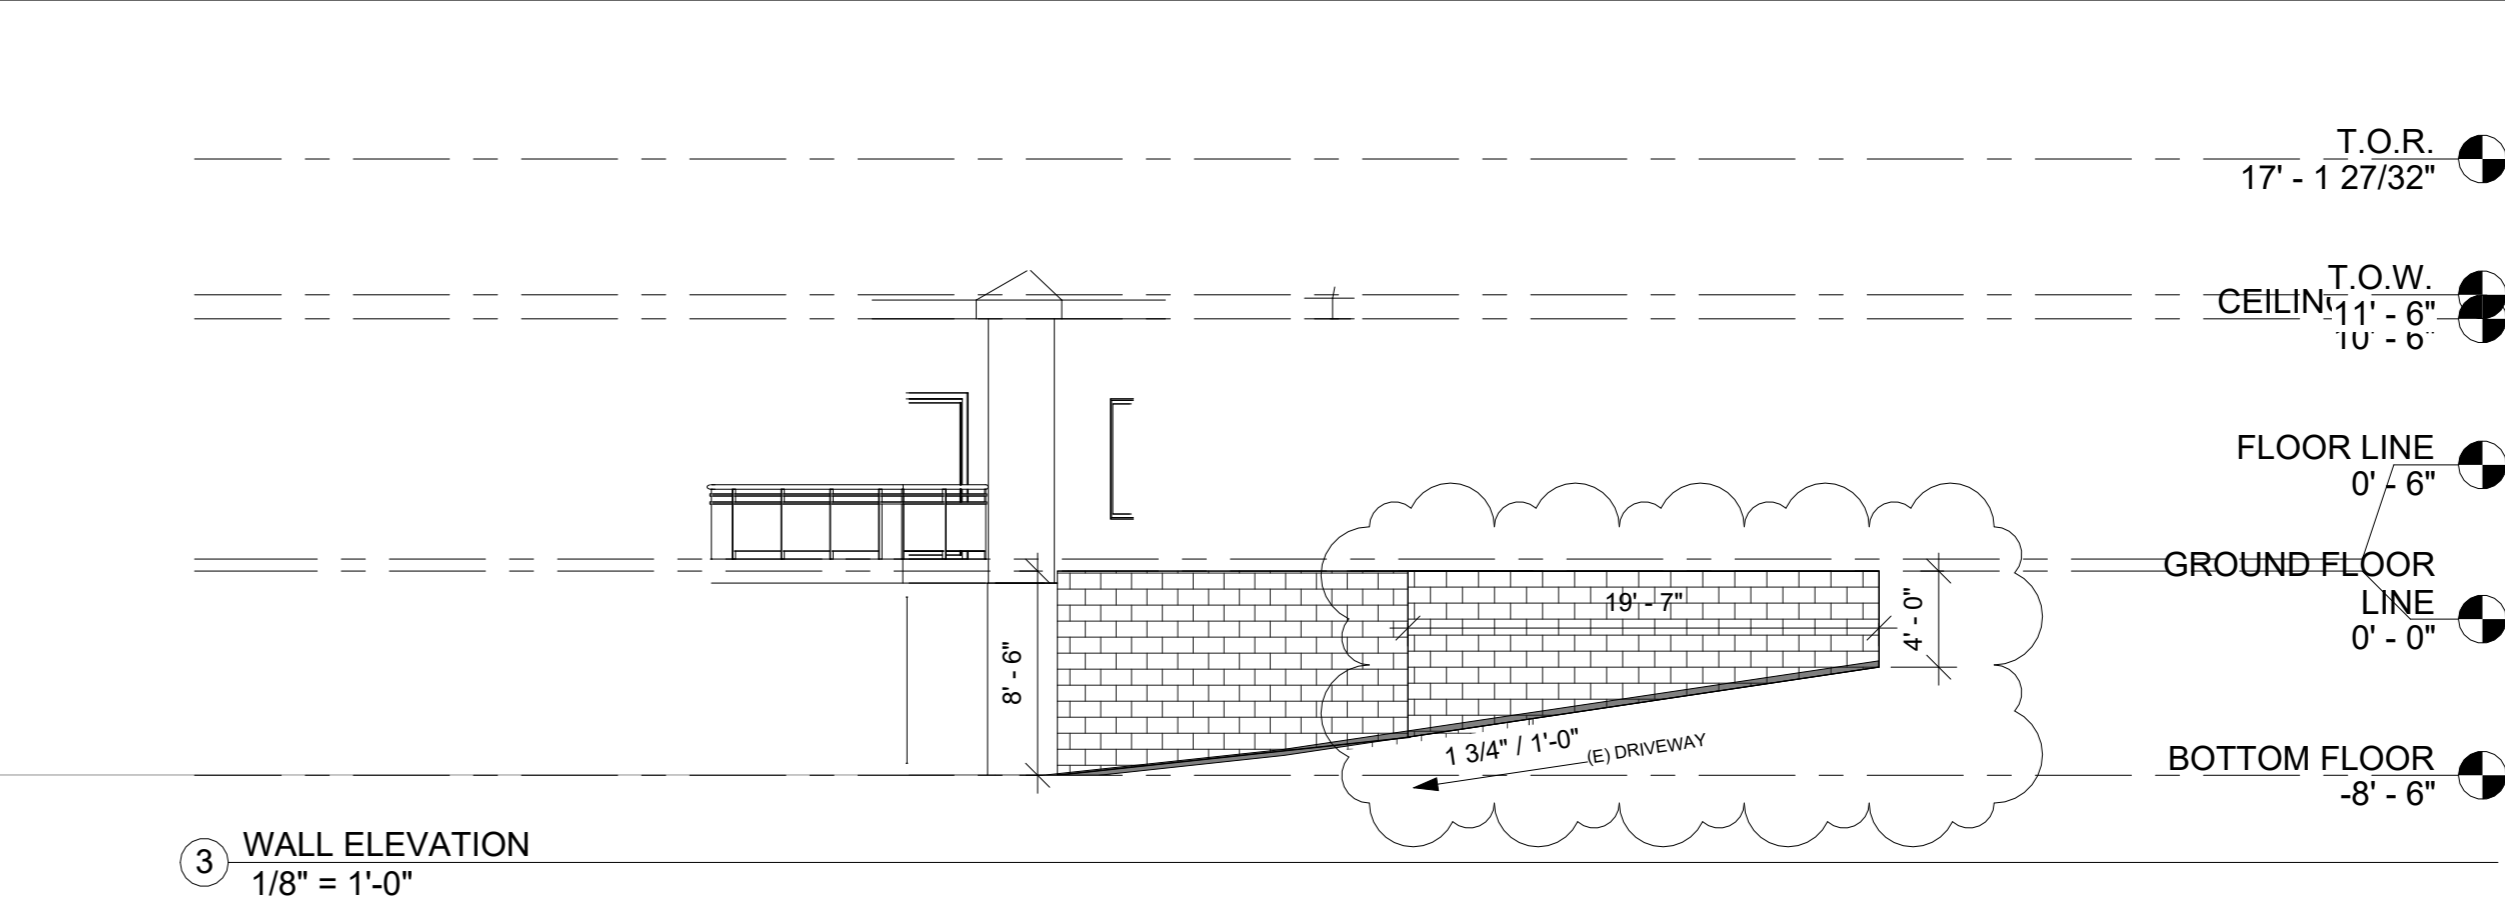 T.O.R.
17' - 1 27/32"
T.O.W.
11' - 6"
10' - 6"
FLOOR LINE
0' - 6"
GROUND FLOOR
LINE
0' - 0"
19' - 7"
4' - 0"
8' - 6"
1 3/4" / 1'-0"
(E) DRIVEWAY
BOTTOM FLOOR
-8' - 6"
3
WALL ELEVATION
1/8" = 1'-0"